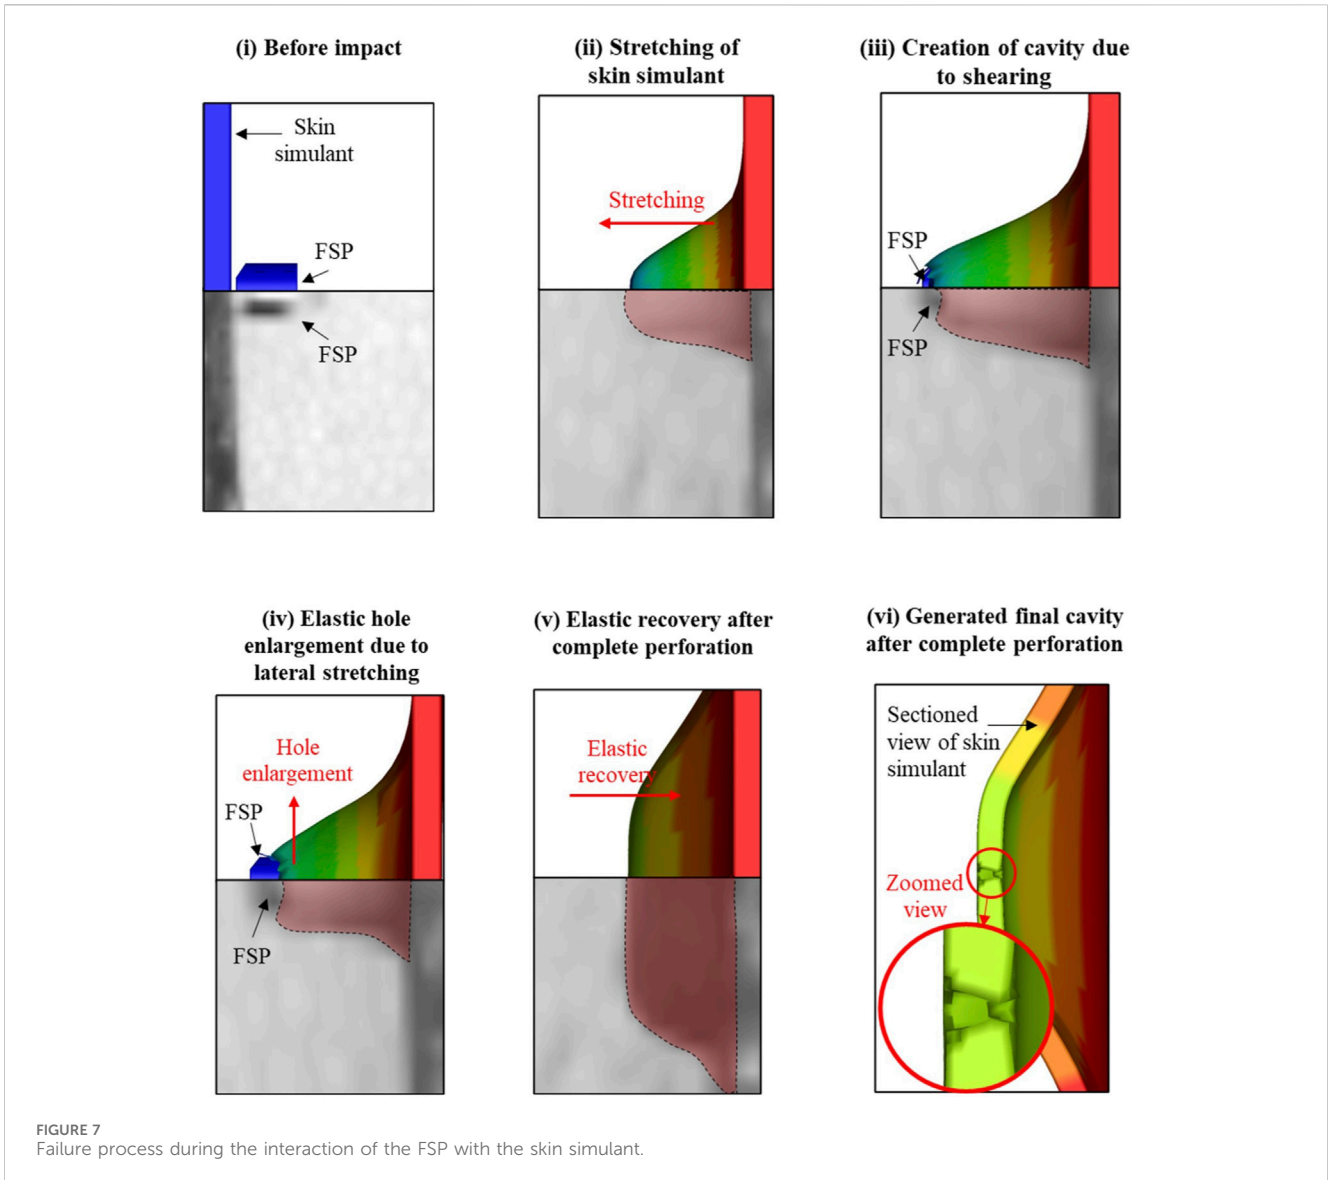 (i) Before impact
Skin
simulant
FSP
FSP
(ii) Stretching of
skin simulant
Stretching
(iii) Creation of cavity due
to shearing
FSP
FSP
(iv) Elastic hole
enlargement due to
lateral stretching
Hole
enlargement
FSP
FSP
(v) Elastic recovery after
complete perforation
Elastic
recovery
(vi) Generated final cavity
after complete perforation
Sectioned
view of skin
simulant
Zoomed
view
FIGURE 7
Failure process during the interaction of the FSP with the skin simulant.